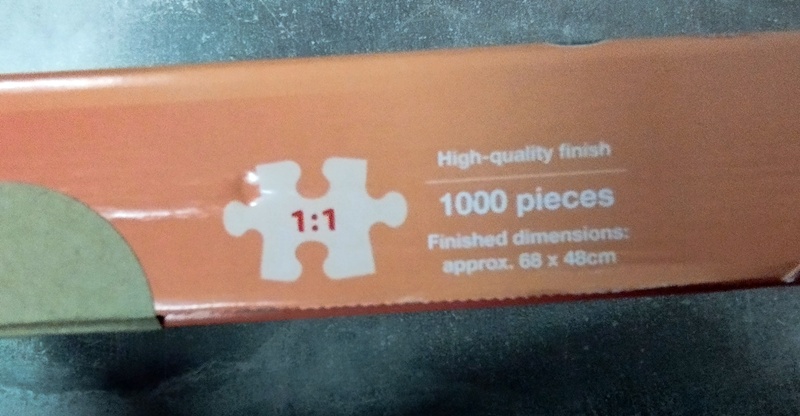 1:1
High-quality finish
1000 pieces
Finished dimensions:
approx. 68 x 48cm